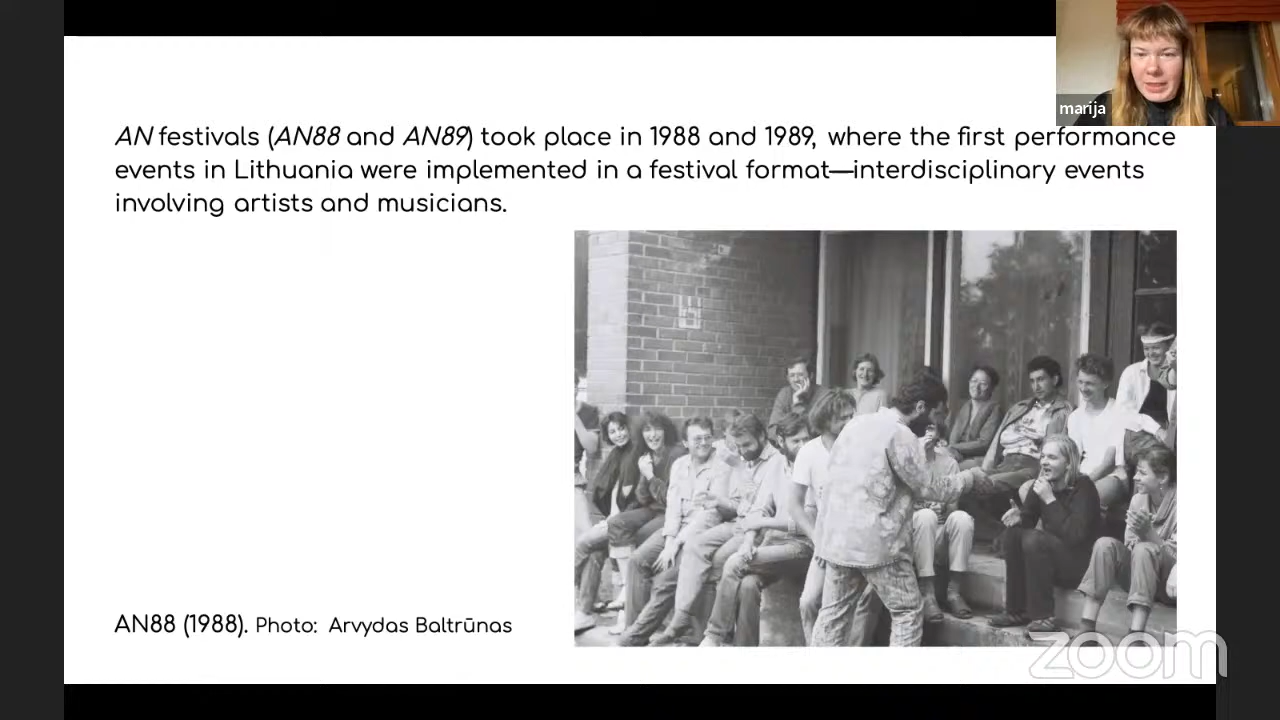 marija
AN festivals (AN88 and AN89) took place in 1988 and 1989, where the first performance
events in Lithuania were implemented in a festival format—interdisciplinary events
involving artists and musicians.
AN88 (1988). Photo: Arvydas Baltrūnas
zoom